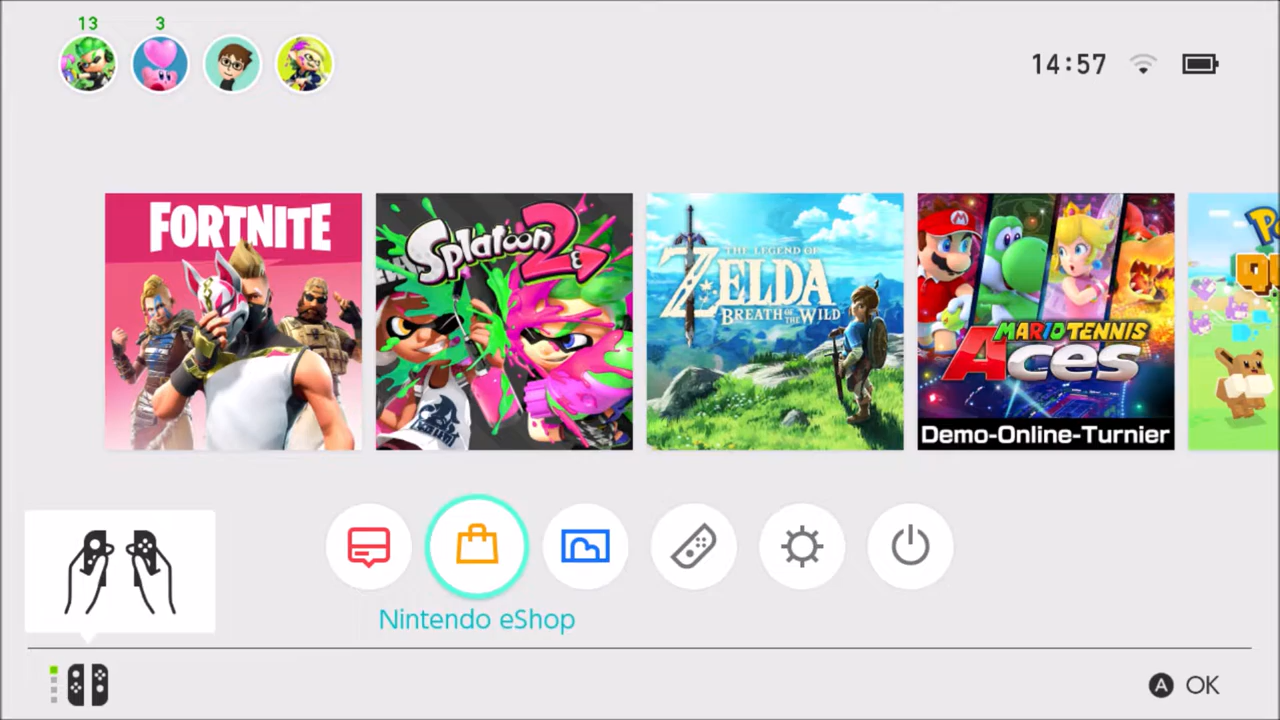 13
3
14:57
FORTNITE
Splatoon 2
THE LEGEND OF
ZELDA
BREATH OF THE WILD
MARIO TENNIS
ACES
Demo-Online-Turnier
Nintendo eShop
A OK